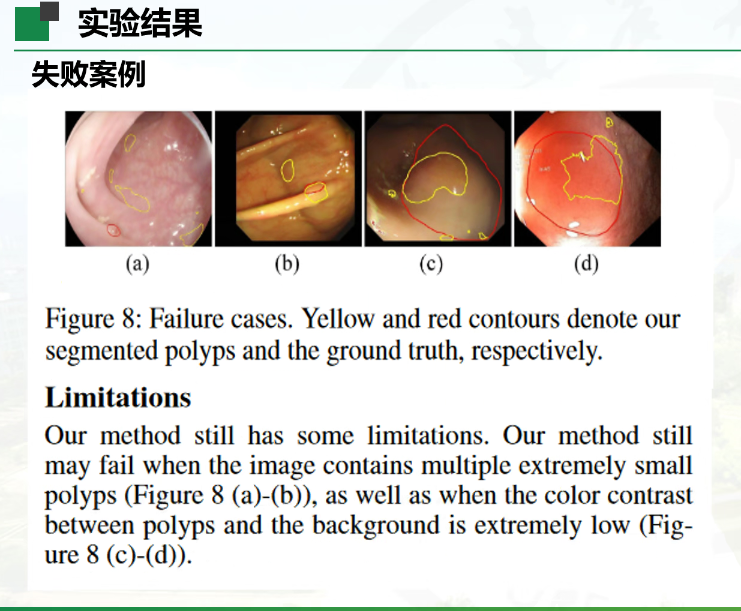 实验结果
失败案例
(a) (b) (c) (d)
Figure 8: Failure cases. Yellow and red contours denote our
segmented polyps and the ground truth, respectively.
Limitations
Our method still has some limitations. Our method still
may fail when the image contains multiple extremely small
polyps (Figure 8 (a)-(b)), as well as when the color contrast
between polyps and the background is extremely low (Fig-
ure 8 (c)-(d)).